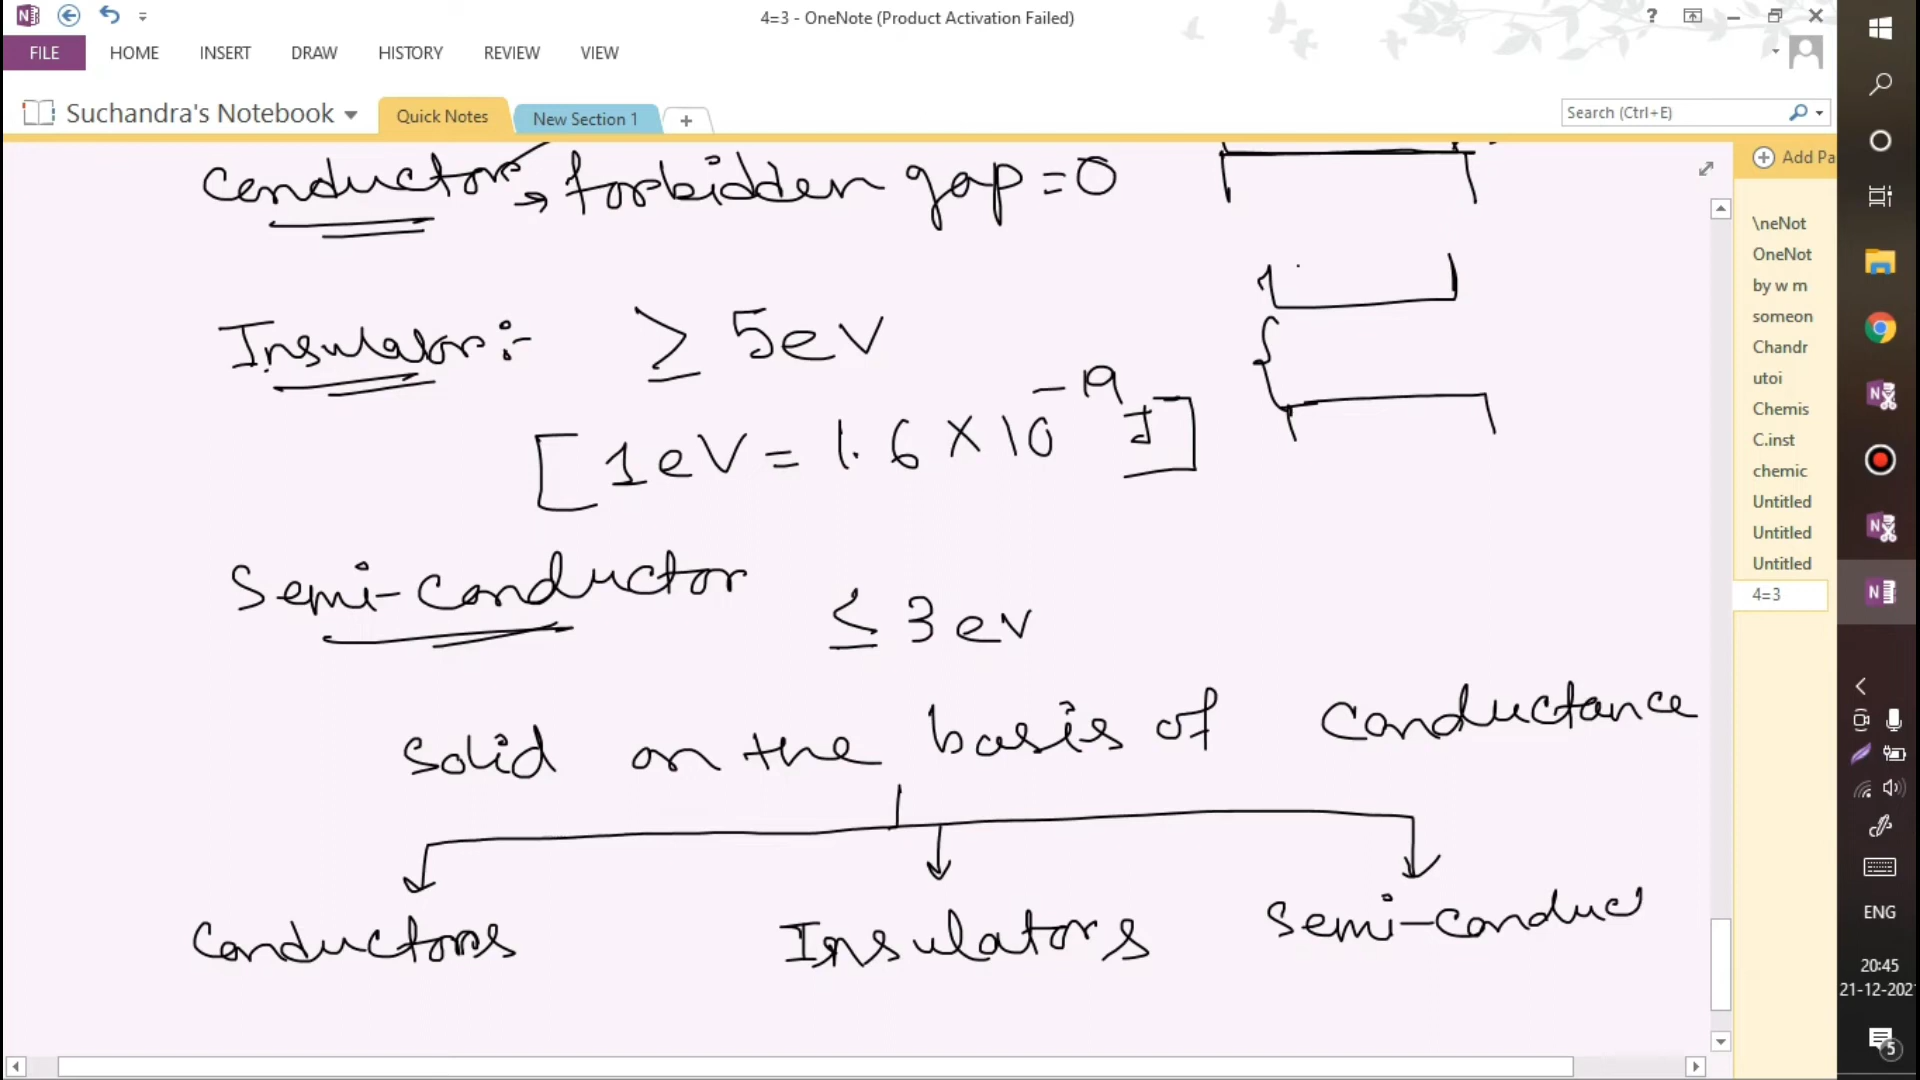 4=3 - OneNote (Product Activation Failed)
FILE HOME INSERT DRAW HISTORY REVIEW VIEW
Suchandra's Notebook Quick Notes New Section 1 +
Search (Ctrl+E)
Add Pa
Conductor → forbidden gap = 0
Insulator :- ≥ 5eV
[1eV = 1.6 × 10⁻¹⁹ J]
Semi-conductor ≤ 3 ev
Solid on the basis of conductance
Conductors Insulators Semi-conduc
\neNot
OneNot
by w m
someon
Chandr
utoi
Chemis
C.inst
chemic
Untitled
Untitled
Untitled
4=3
ENG
20:45
21-12-202
5